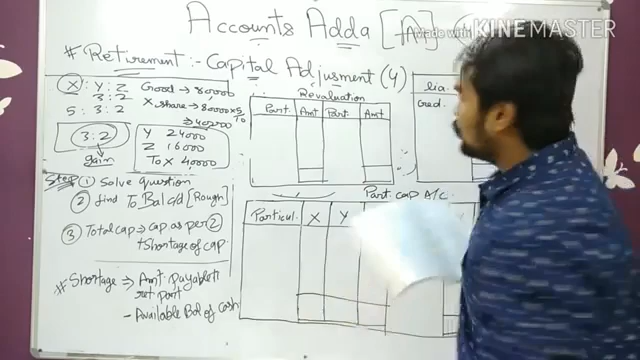 Accounts Adda [A]
Made with KINEMASTER
# Retirement :- Capital Adjusment (4)
X : Y : Z Good → 80000
3 : 2 X share → 80000 x 5/10
5 : 3 : 2
3:2
gain
Y 24000
Z 16000
To X 40000
Step ① Solve question
② find To Bal c/d [Rough]
③ Total cap → cap as per ②
+ Shortage of cap.
* Shortage ⇒ Amt payable to
ret part
- Available Bal of cash
Revaluation
Part. Amt Part Amt
Lia.
Cred.
Part cap A/C
Particul. X Y